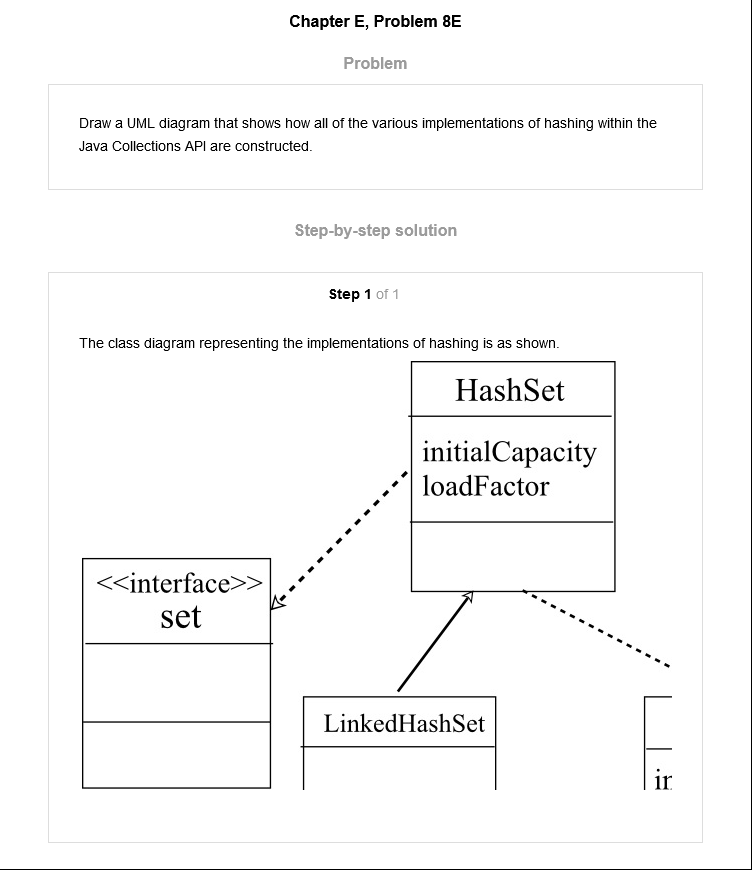 Chapter E, Problem 8E
Problem
Draw a UML diagram that shows how all of the various implementations of hashing within the
Java Collections API are constructed.
Step-by-step solution
Step 1 of 1
The class diagram representing the implementations of hashing is as shown.
HashSet
initialCapacity
loadFactor
<<interface>>
set
LinkedHashSet